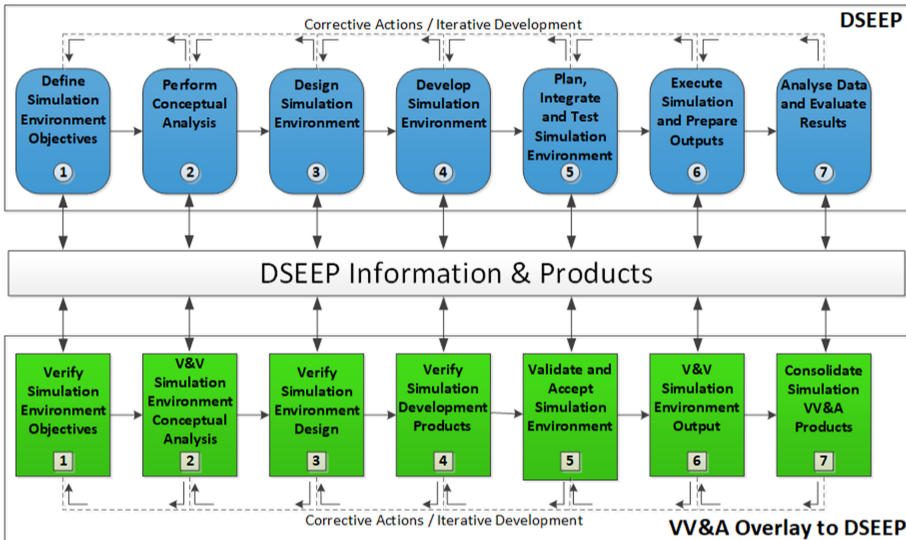 Corrective Actions / Iterative Development
DSEEP
Define
Simulation
Environment
Objectives
1
Perform
Conceptual
Analysis
2
Design
Simulation
Environment
3
Develop
Simulation
Environment
4
Plan,
Integrate
and Test
Simulation
Environment
5
Execute
Simulation
and Prepare
Outputs
6
Analyse Data
and Evaluate
Results
7
DSEEP Information & Products
Verify
Simulation
Environment
Objectives
1
V&V
Simulation
Environment
Conceptual
Analysis
2
Verify
Simulation
Environment
Design
3
Verify
Simulation
Development
Products
4
Validate and
Accept
Simulation
Environment
5
V&V
Simulation
Environment
Output
6
Consolidate
Simulation
VV&A
Products
7
Corrective Actions / Iterative Development
VV&A Overlay to DSEEP